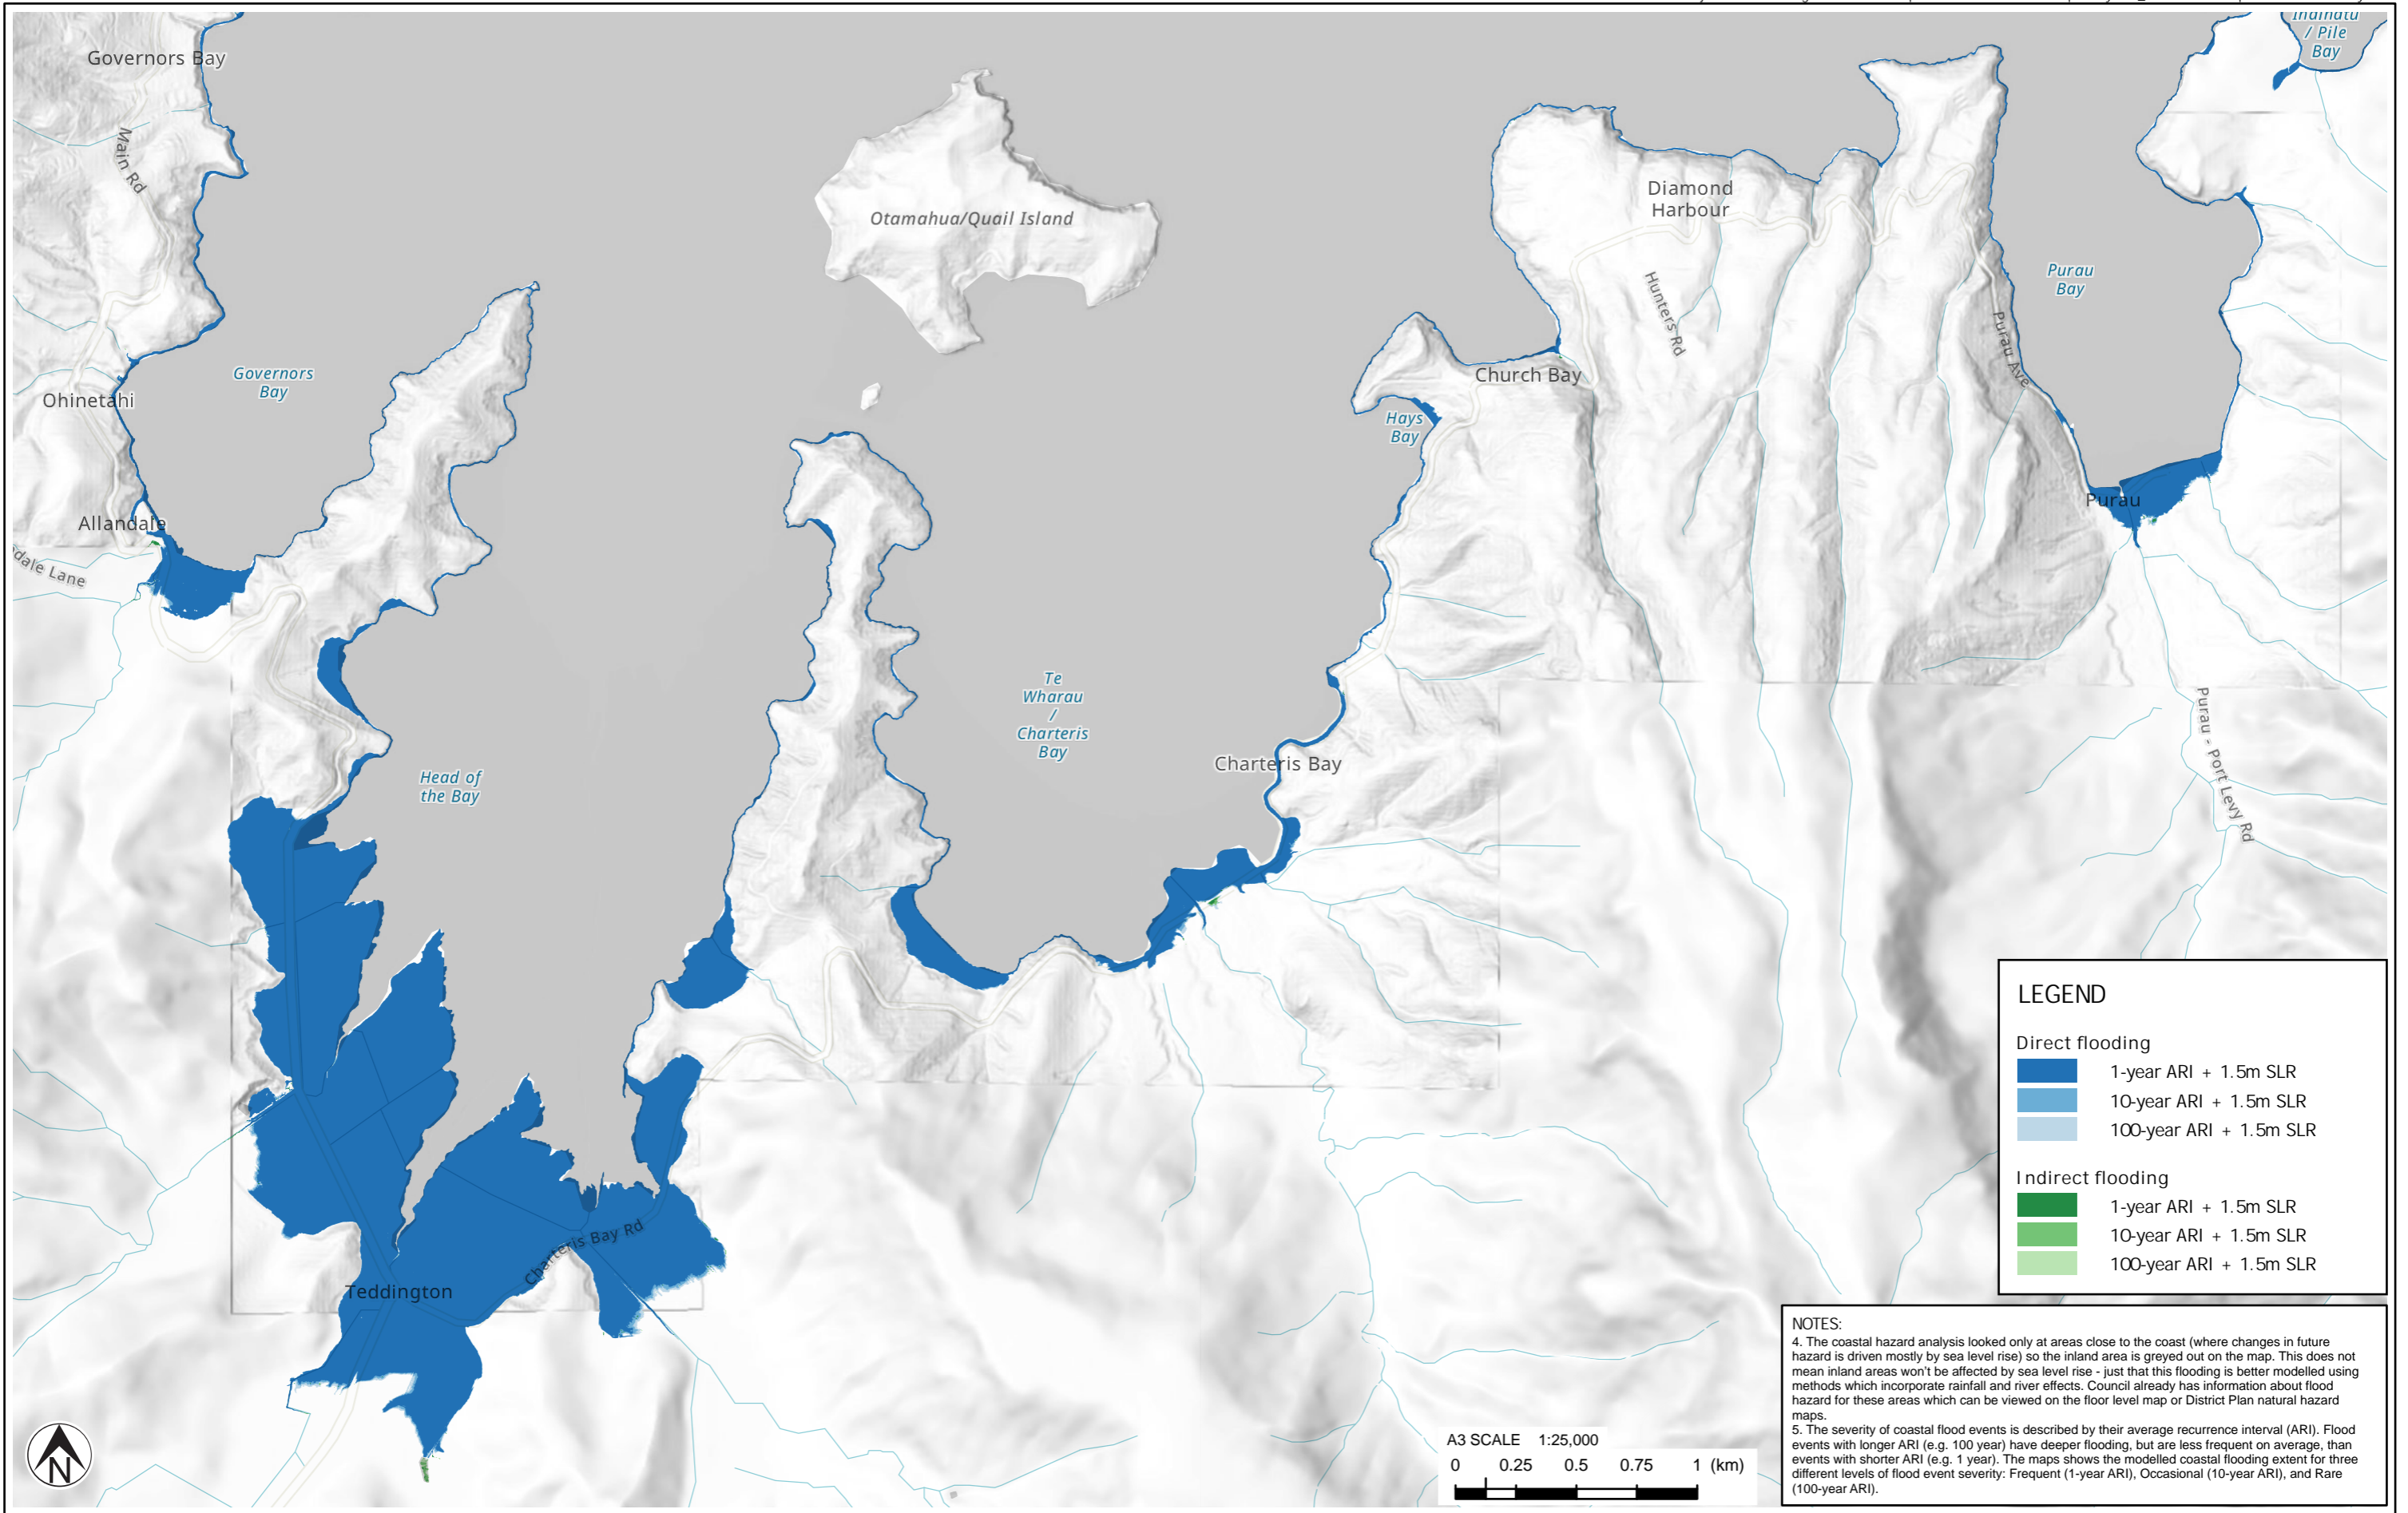 Governors Bay
Main Rd
/ Pile
Bay
Otamahua/Quail Island
Diamond
Harbour
Purau
Bay
Hunters Rd
Purau Ave
Governors
Bay
Ohinetahi
Church Bay
Hays
Bay
Allandale
dale Lane
Purau
Te
Wharau
/
Charteris
Bay
Charteris Bay
Head of
the Bay
Purau - Port Levy Rd
Charteris Bay Rd
Teddington
LEGEND
Direct flooding
1-year ARI + 1.5m SLR
10-year ARI + 1.5m SLR
100-year ARI + 1.5m SLR
Indirect flooding
1-year ARI + 1.5m SLR
10-year ARI + 1.5m SLR
100-year ARI + 1.5m SLR
NOTES:
4. The coastal hazard analysis looked only at areas close to the coast (where changes in future
hazard is driven mostly by sea level rise) so the inland area is greyed out on the map. This does not
mean inland areas won't be affected by sea level rise - just that this flooding is better modelled using
methods which incorporate rainfall and river effects. Council already has information about flood
hazard for these areas which can be viewed on the floor level map or District Plan natural hazard
maps.
5. The severity of coastal flood events is described by their average recurrence interval (ARI). Flood
events with longer ARI (e.g. 100 year) have deeper flooding, but are less frequent on average, than
events with shorter ARI (e.g. 1 year). The maps shows the modelled coastal flooding extent for three
different levels of flood event severity: Frequent (1-year ARI), Occasional (10-year ARI), and Rare
(100-year ARI).
A3 SCALE 1:25,000
0 0.25 0.5 0.75 1 (km)
N